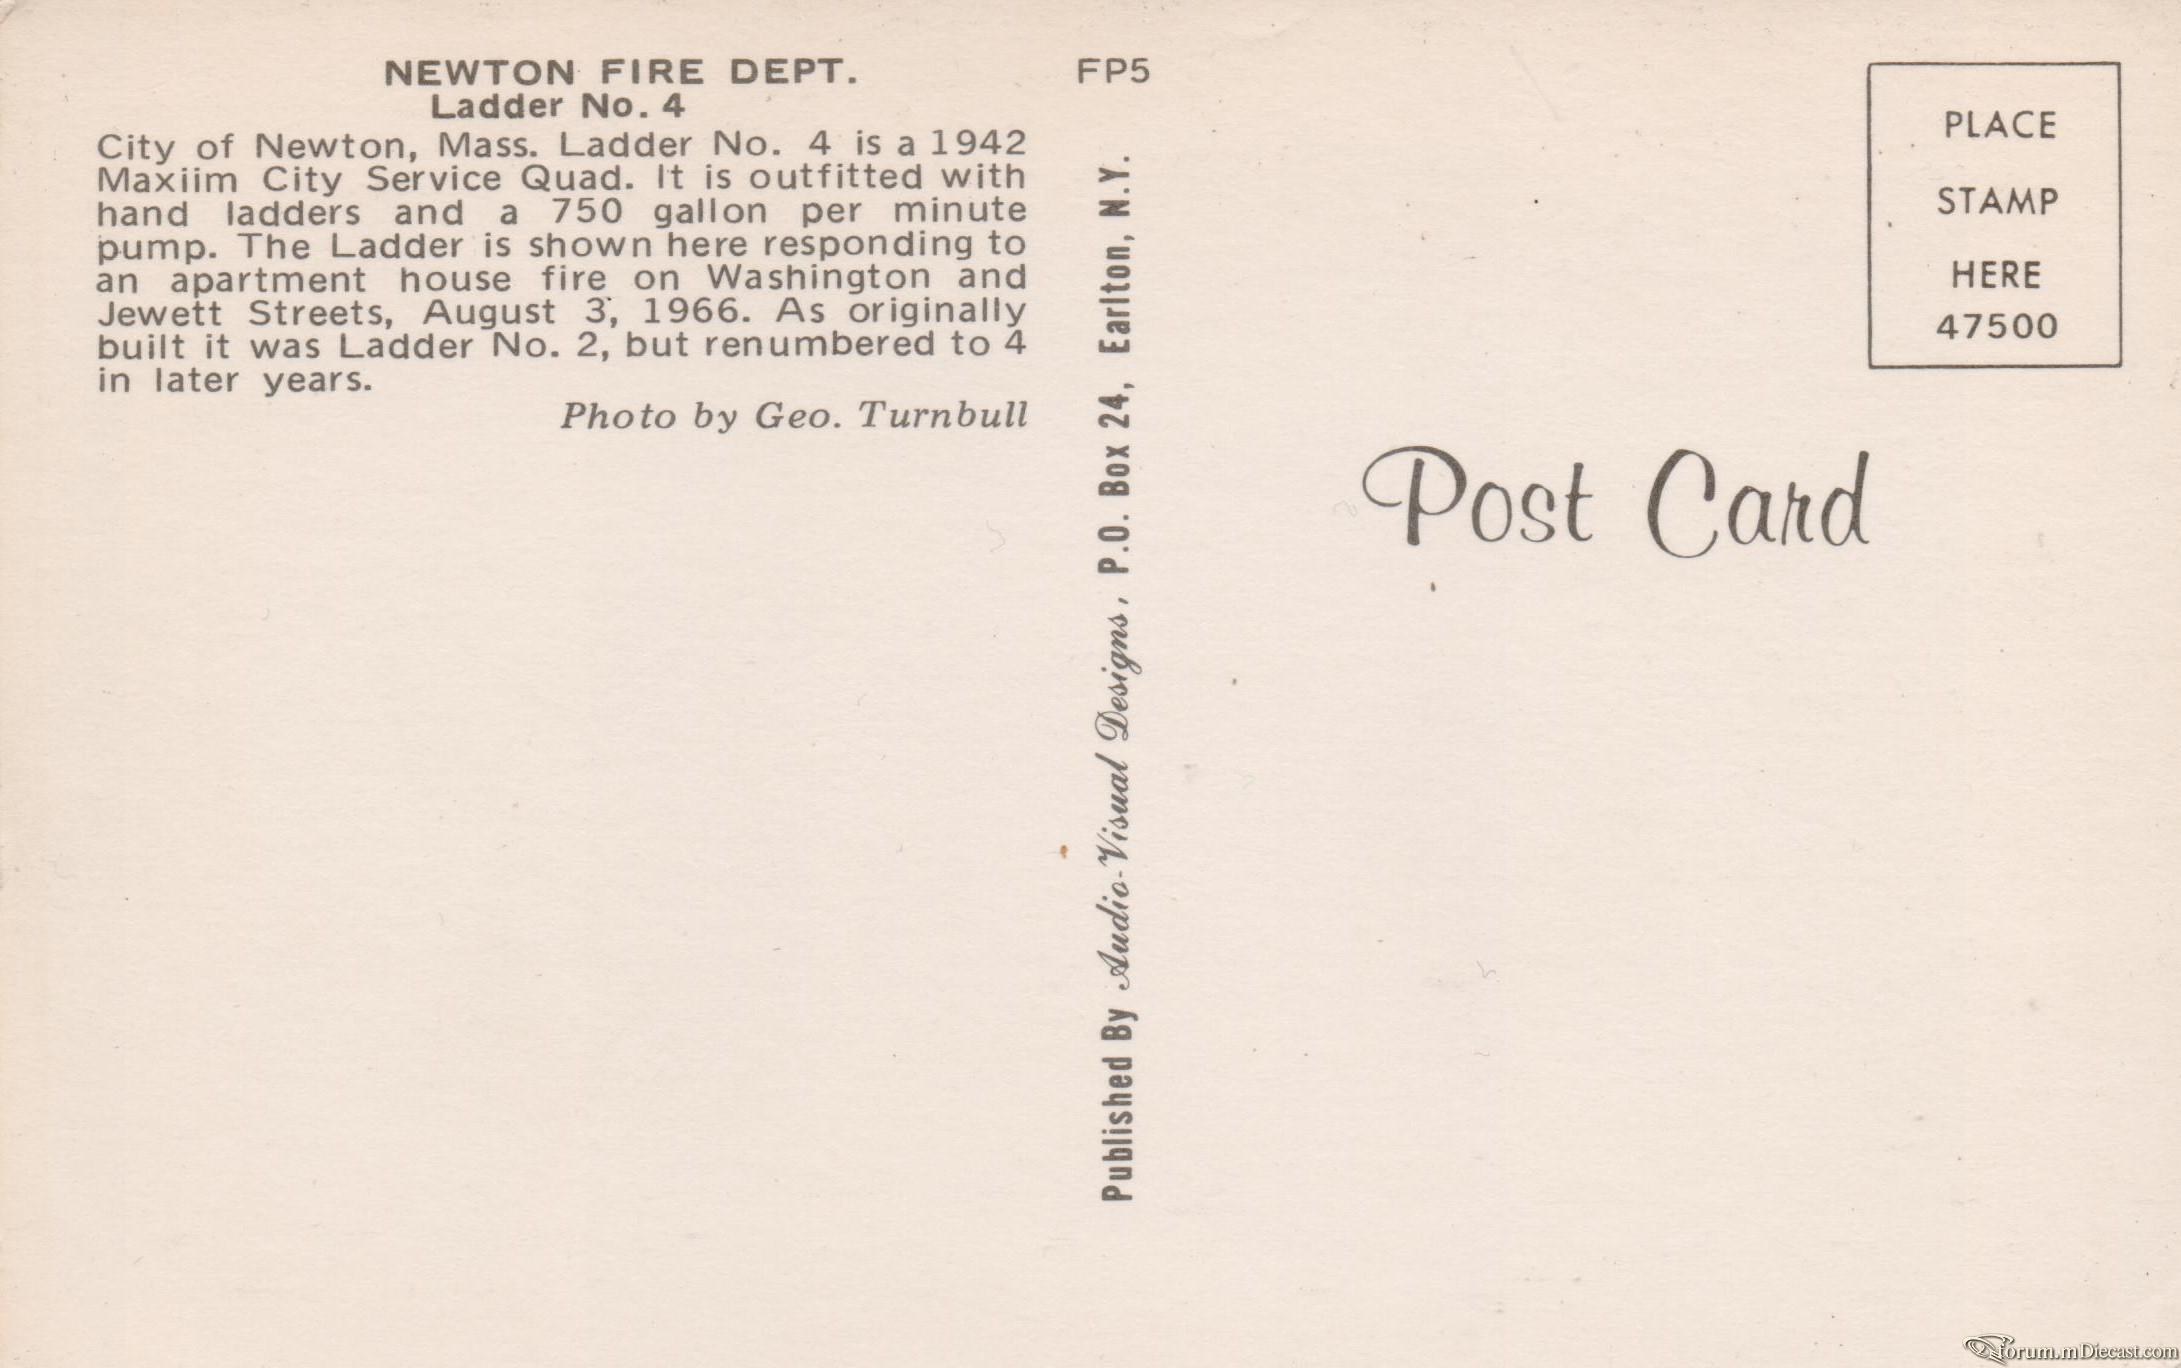 NEWTON FIRE DEPT.
Ladder No. 4
City of Newton, Mass. Ladder No. 4 is a 1942
Maxiim City Service Quad. It is outfitted with
hand ladders and a 750 gallon per minute
pump. The Ladder is shown here responding to
an apartment house fire on Washington and
Jewett Streets, August 3, 1966. As originally
built it was Ladder No. 2, but renumbered to 4
in later years.
Photo by Geo. Turnbull
FP5
Published By Audio-Visual Designs, P.O. Box 24, Earlton, N.Y.
PLACE
STAMP
HERE
47500
Post Card
forum.mDiecast.com